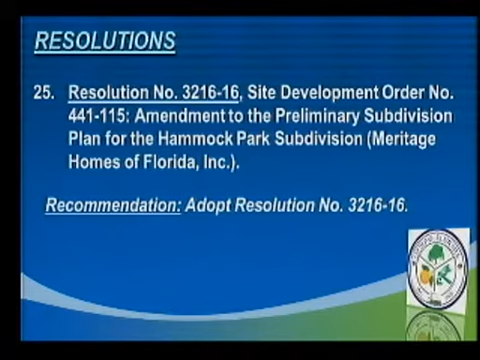 RESOLUTIONS
25. Resolution No. 3216-16, Site Development Order No.
441-115: Amendment to the Preliminary Subdivision
Plan for the Hammock Park Subdivision (Meritage
Homes of Florida, Inc.).
Recommendation: Adopt Resolution No. 3216-16.